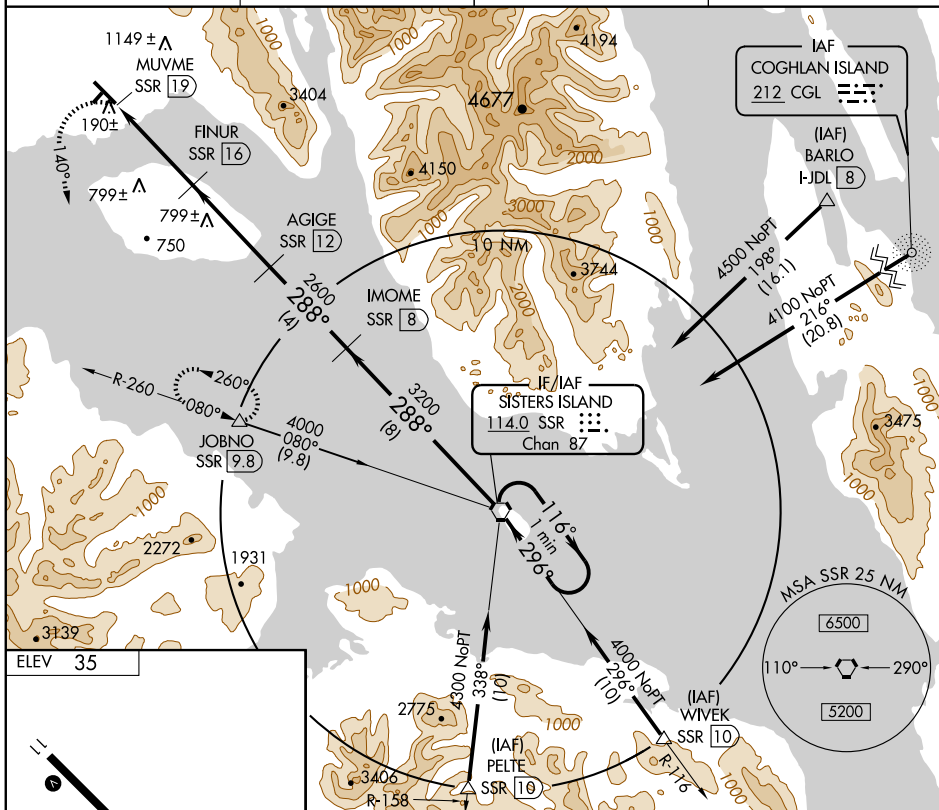 1149 ±
MUVME
SSR 19
190±
140°
FINUR
SSR 16
799±
799±
750
1000
3404
4194
4677
4150
2000
3000
1000
IAF
COGHLAN ISLAND
212 CGL
(IAF)
BARLO
I-JDL 8
1000
AGIGE
SSR 12
10 NM
3744
2000
1000
4500 NoPT
198°
(16.1)
4100 NoPT
216°
(20.8)
2600
288°
(4)
IMOME
SSR 8
R-260
080°
260°
JOBNO
SSR 9.8
4000
080°
(9.8)
3200
288°
(8)
IF/IAF
SISTERS ISLAND
114.0 SSR
Chan 87
3475
1000
1000
2272
1931
3139
1000
116°
1 min
296°
MSA SSR 25 NM
6500
110°
290°
5200
ELEV 35
11
V
2775
3406
4300 NoPT
338°
(10)
4000 NoPT
296°
(10)
1000
1000
(IAF)
PELTE
SSR 10
R-158
(IAF)
WIVEK
SSR 10
R-116